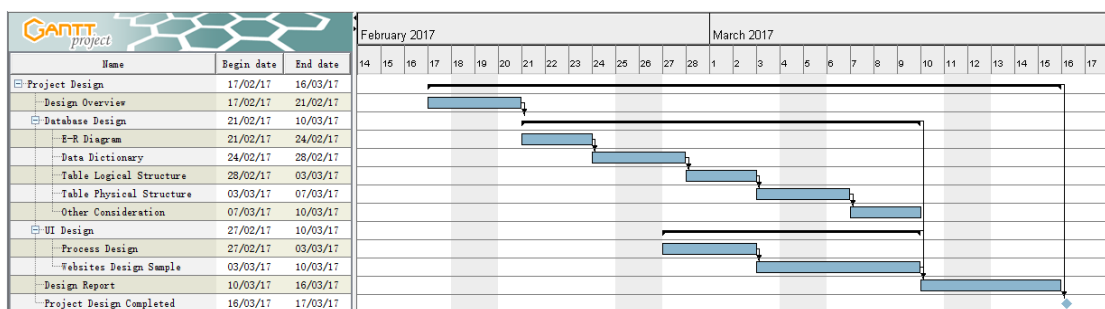 GANTT
project
February 2017 March 2017
Name Begin date End date 14 15 16 17 18 19 20 21 22 23 24 25 26 27 28 1 2 3 4 5 6 7 8 9 10 11 12 13 14 15 16 17
Project Design 17/02/17 16/03/17
Design Overview 17/02/17 21/02/17
Database Design 21/02/17 10/03/17
E-R Diagram 21/02/17 24/02/17
Data Dictionary 24/02/17 28/02/17
Table Logical Structure 28/02/17 03/03/17
Table Physical Structure 03/03/17 07/03/17
Other Consideration 07/03/17 10/03/17
UI Design 27/02/17 10/03/17
Process Design 27/02/17 03/03/17
Websites Design Sample 03/03/17 10/03/17
Design Report 10/03/17 16/03/17
Project Design Completed 16/03/17 17/03/17